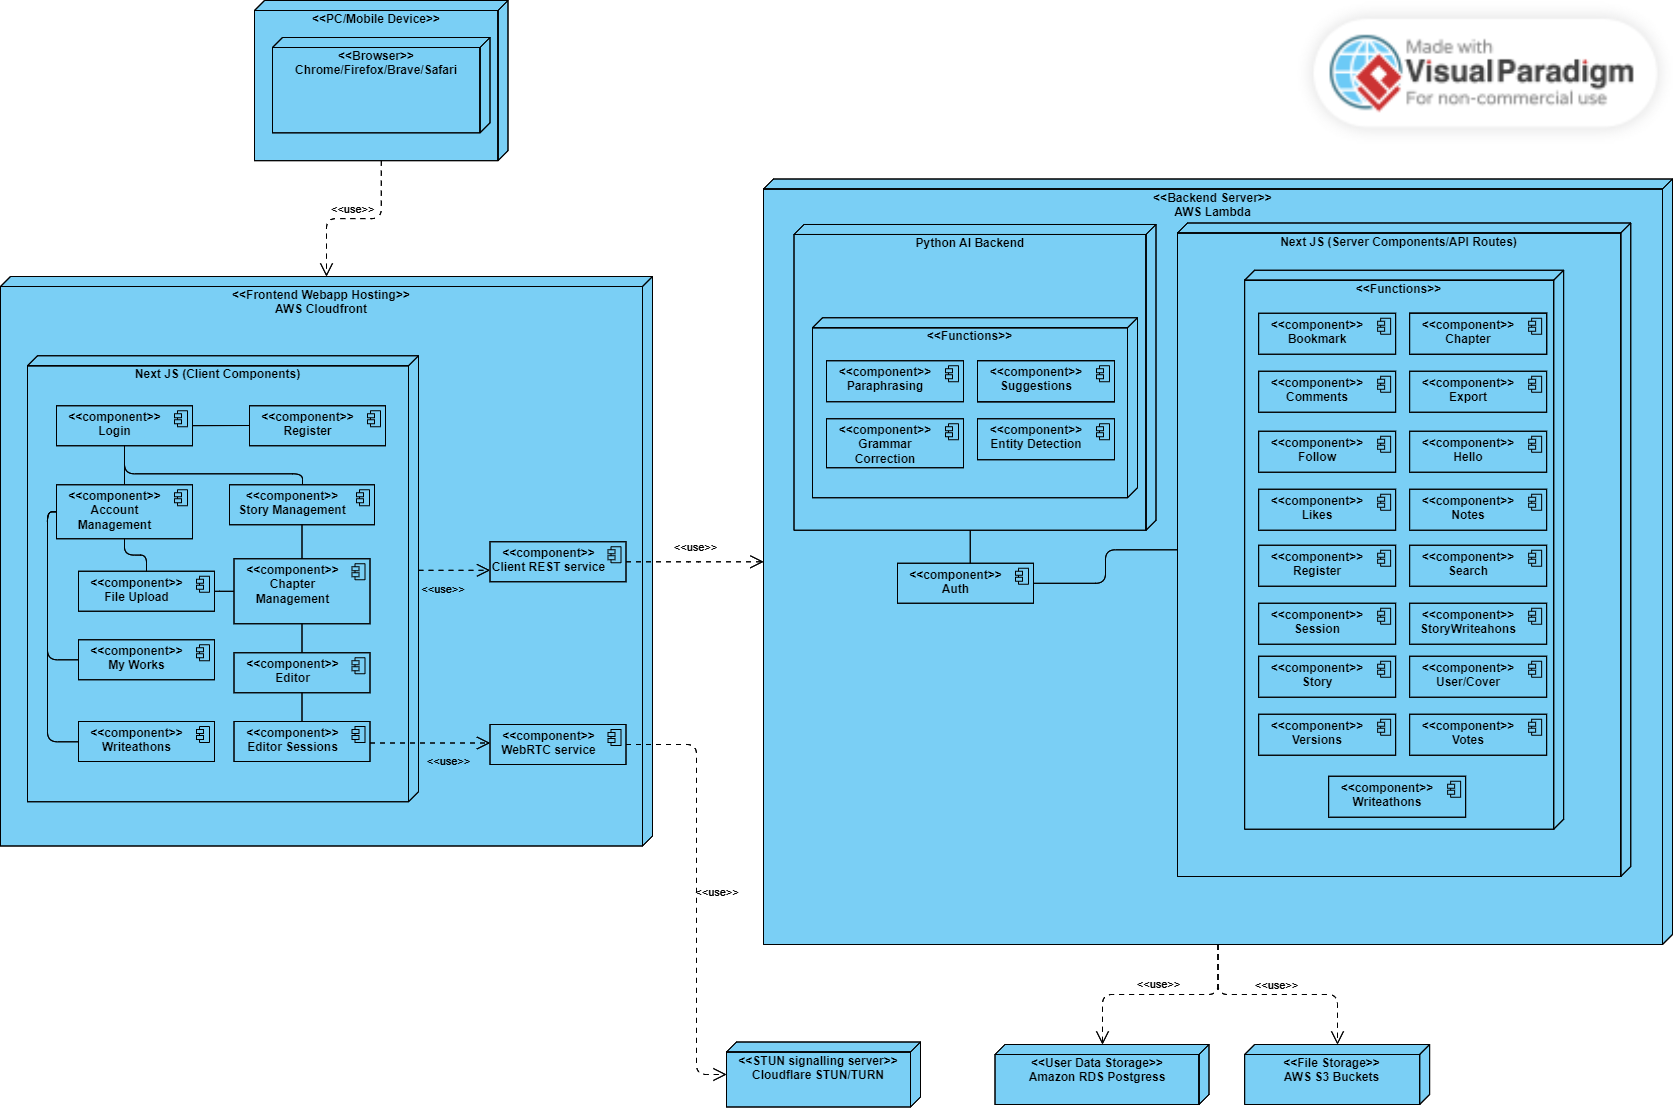 <<PC/Mobile Device>>
<<Browser>>
Chrome/Firefox/Brave/Safari
Made with
VisualParadigm
For non-commercial use
<<use>>
<<Frontend Webapp Hosting>>
AWS Cloudfront
Next JS (Client Components)
<<component>>
Login
<<component>>
Register
<<component>>
Account
Management
<<component>>
Story Management
<<component>>
File Upload
<<component>>
Chapter
Management
<<component>>
My Works
<<component>>
Editor
<<component>>
Writeathons
<<component>>
Editor Sessions
<<use>>
<<component>>
Client REST service
<<use>>
<<component>>
WebRTC service
<<use>>
<<use>>
<<Backend Server>>
AWS Lambda
Python AI Backend
<<Functions>>
<<component>>
Paraphrasing
<<component>>
Suggestions
<<component>>
Grammar
Correction
<<component>>
Entity Detection
<<component>>
Auth
Next JS (Server Components/API Routes)
<<Functions>>
<<component>>
Bookmark
<<component>>
Chapter
<<component>>
Comments
<<component>>
Export
<<component>>
Follow
<<component>>
Hello
<<component>>
Likes
<<component>>
Notes
<<component>>
Register
<<component>>
Search
<<component>>
Session
<<component>>
StoryWriteahons
<<component>>
Story
<<component>>
User/Cover
<<component>>
Versions
<<component>>
Votes
<<component>>
Writeathons
<<use>>
<<use>>
<<STUN signalling server>>
Cloudflare STUN/TURN
<<User Data Storage>>
Amazon RDS Postgress
<<File Storage>>
AWS S3 Buckets